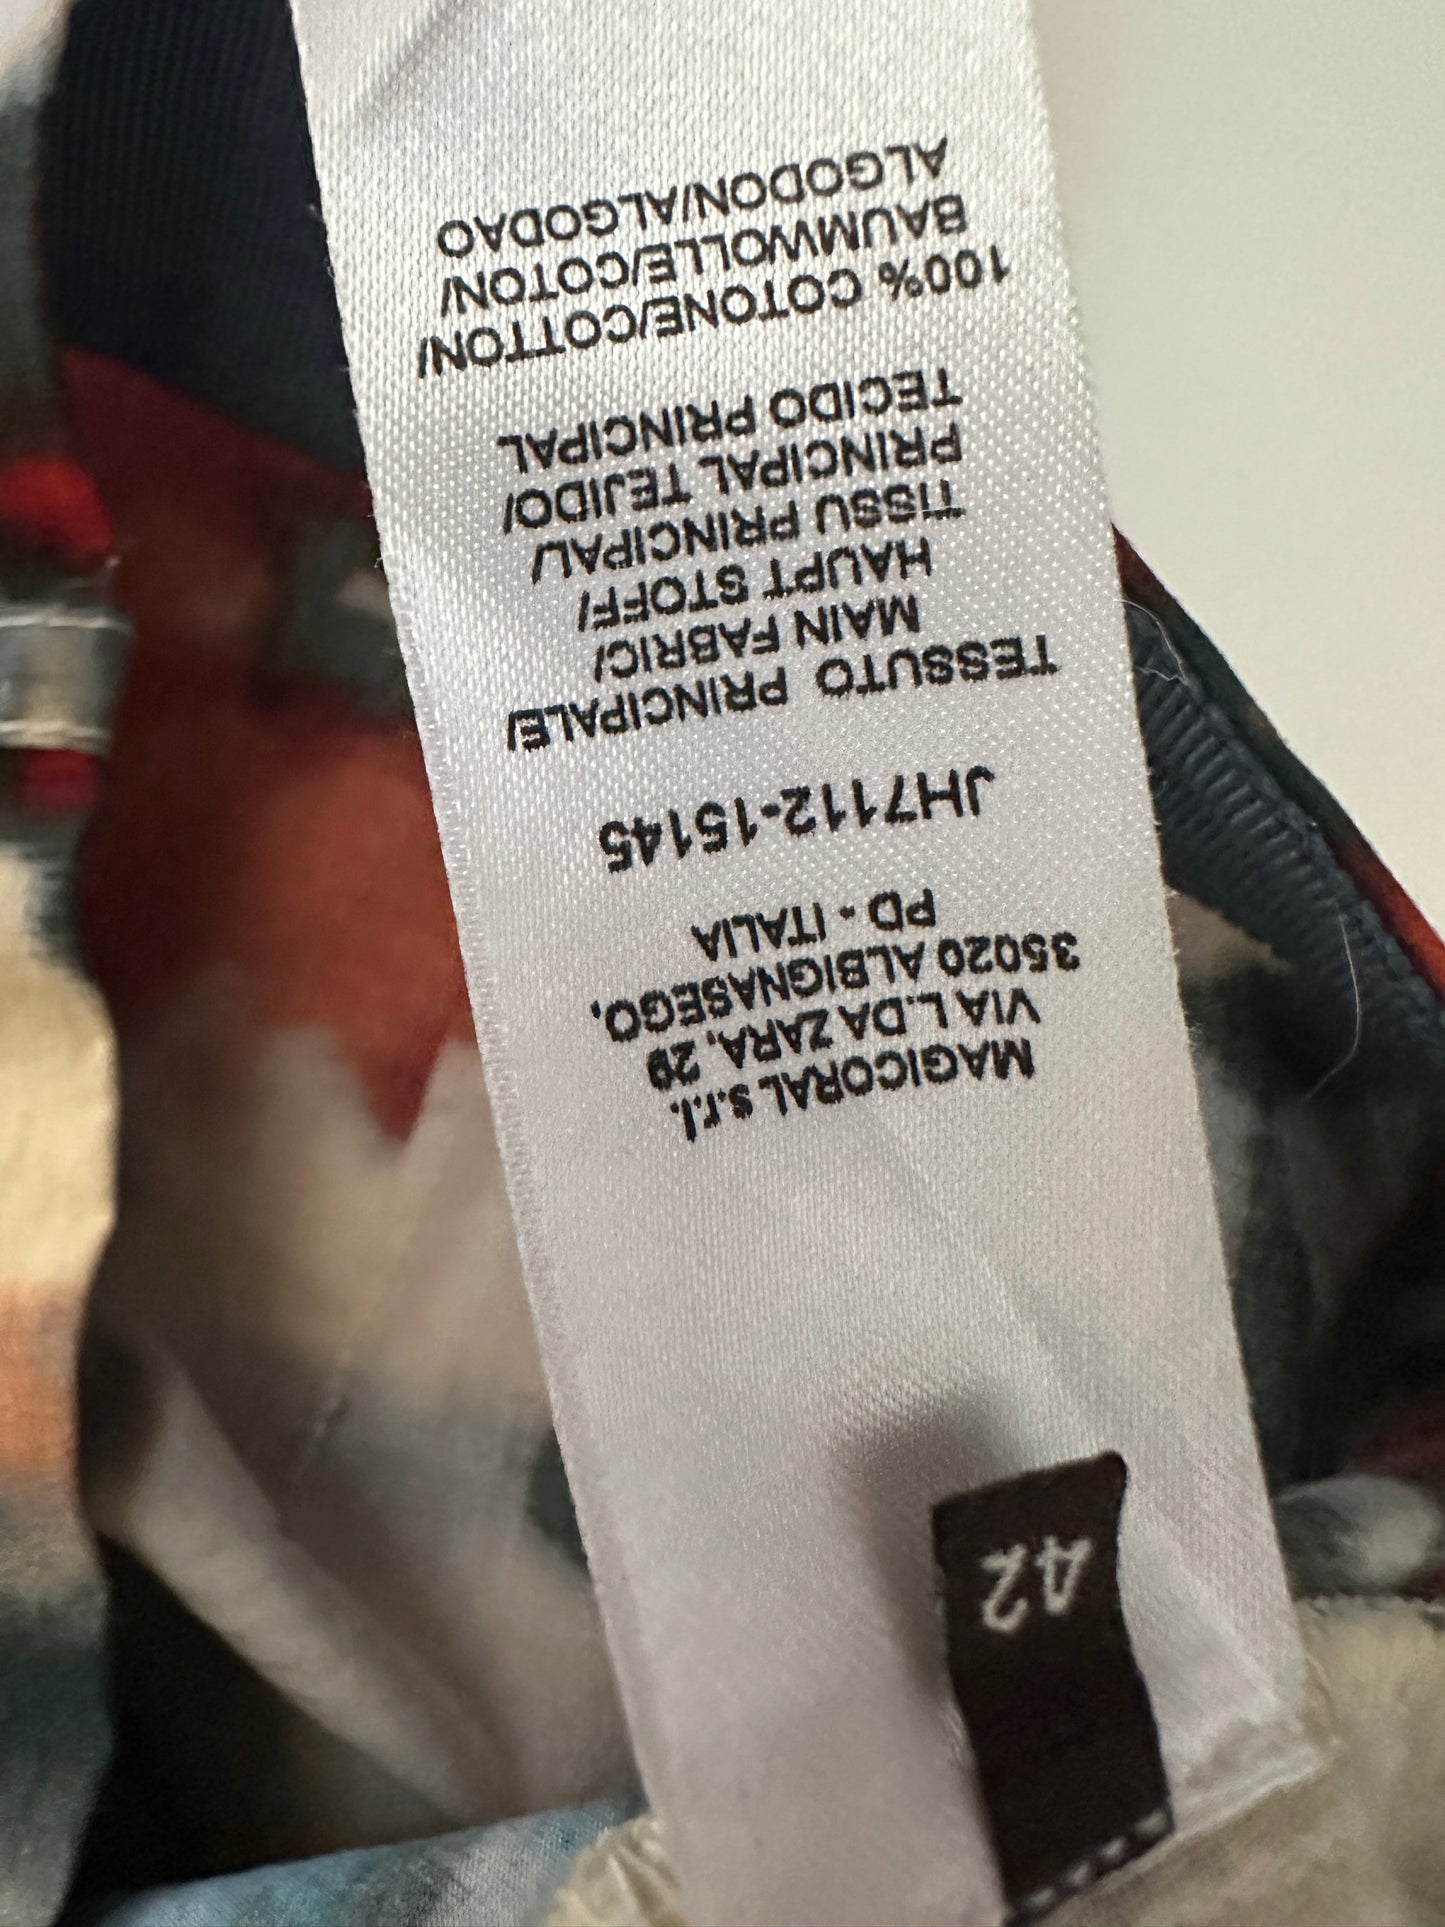 42
MAGICORAL s.r.l.
VIA L.DA ZARA, 29
35020 ALBIGNASEGO,
PD - ITALIA
JH7112-15145
TESSUTO PRINCIPALE/
MAIN FABRIC/
HAUPT STOFF/
TISSU PRINCIPAL/
PRINCIPAL TEJIDO/
TECIDO PRINCIPAL
100% COTONE/COTTON/
BAUMWOLLE/COTON/
ALGODON/ALGODAO